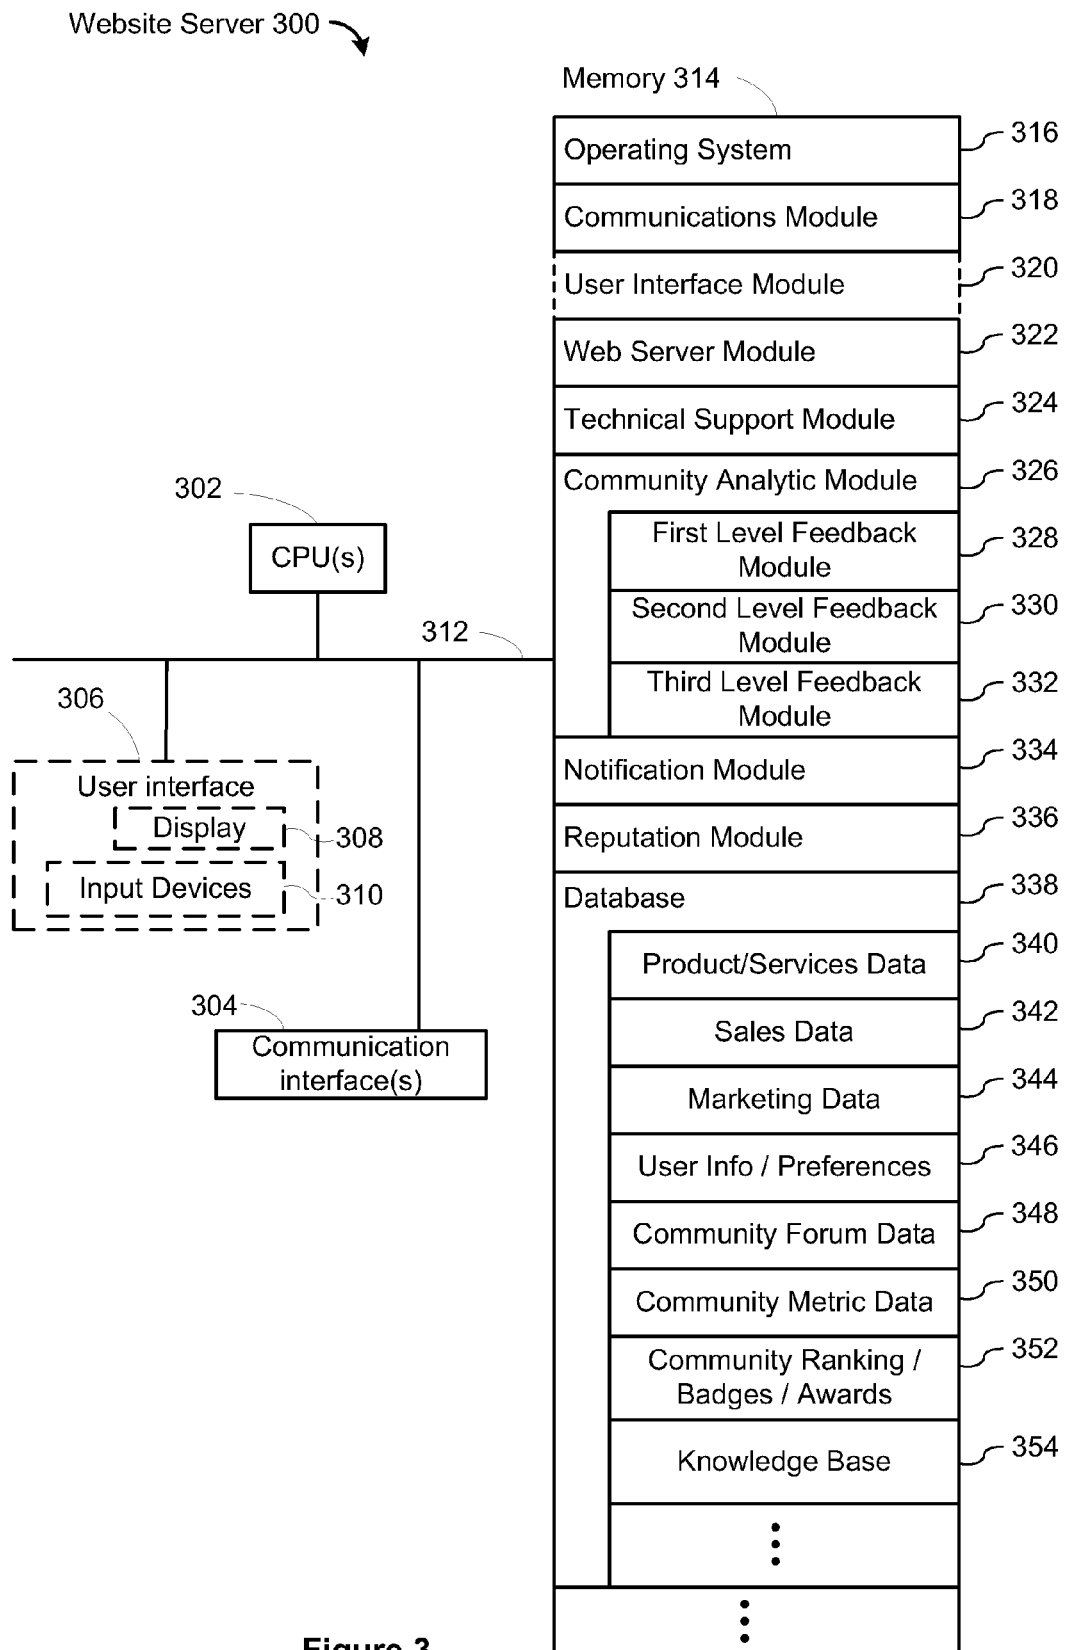 Website Server 300
Memory 314
Operating System
316
Communications Module
318
User Interface Module
320
Web Server Module
322
Technical Support Module
324
Community Analytic Module
326
First Level Feedback
Module
328
Second Level Feedback
Module
330
Third Level Feedback
Module
332
Notification Module
334
Reputation Module
336
Database
338
Product/Services Data
340
Sales Data
342
Marketing Data
344
User Info / Preferences
346
Community Forum Data
348
Community Metric Data
350
Community Ranking /
Badges / Awards
352
Knowledge Base
354
302
CPU(s)
312
306
User interface
Display
308
Input Devices
310
304
Communication
interface(s)
Figure 3